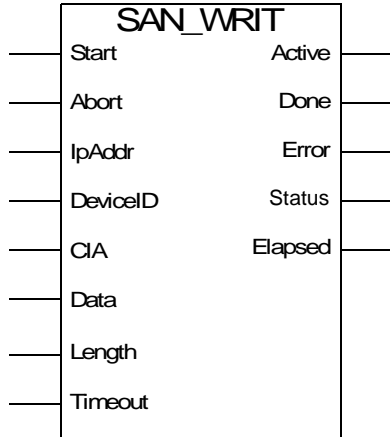 SAN_WRIT
Start Active
Abort Done
IpAddr Error
DeviceID Status
CIA Elapsed
Data
Length
Timeout